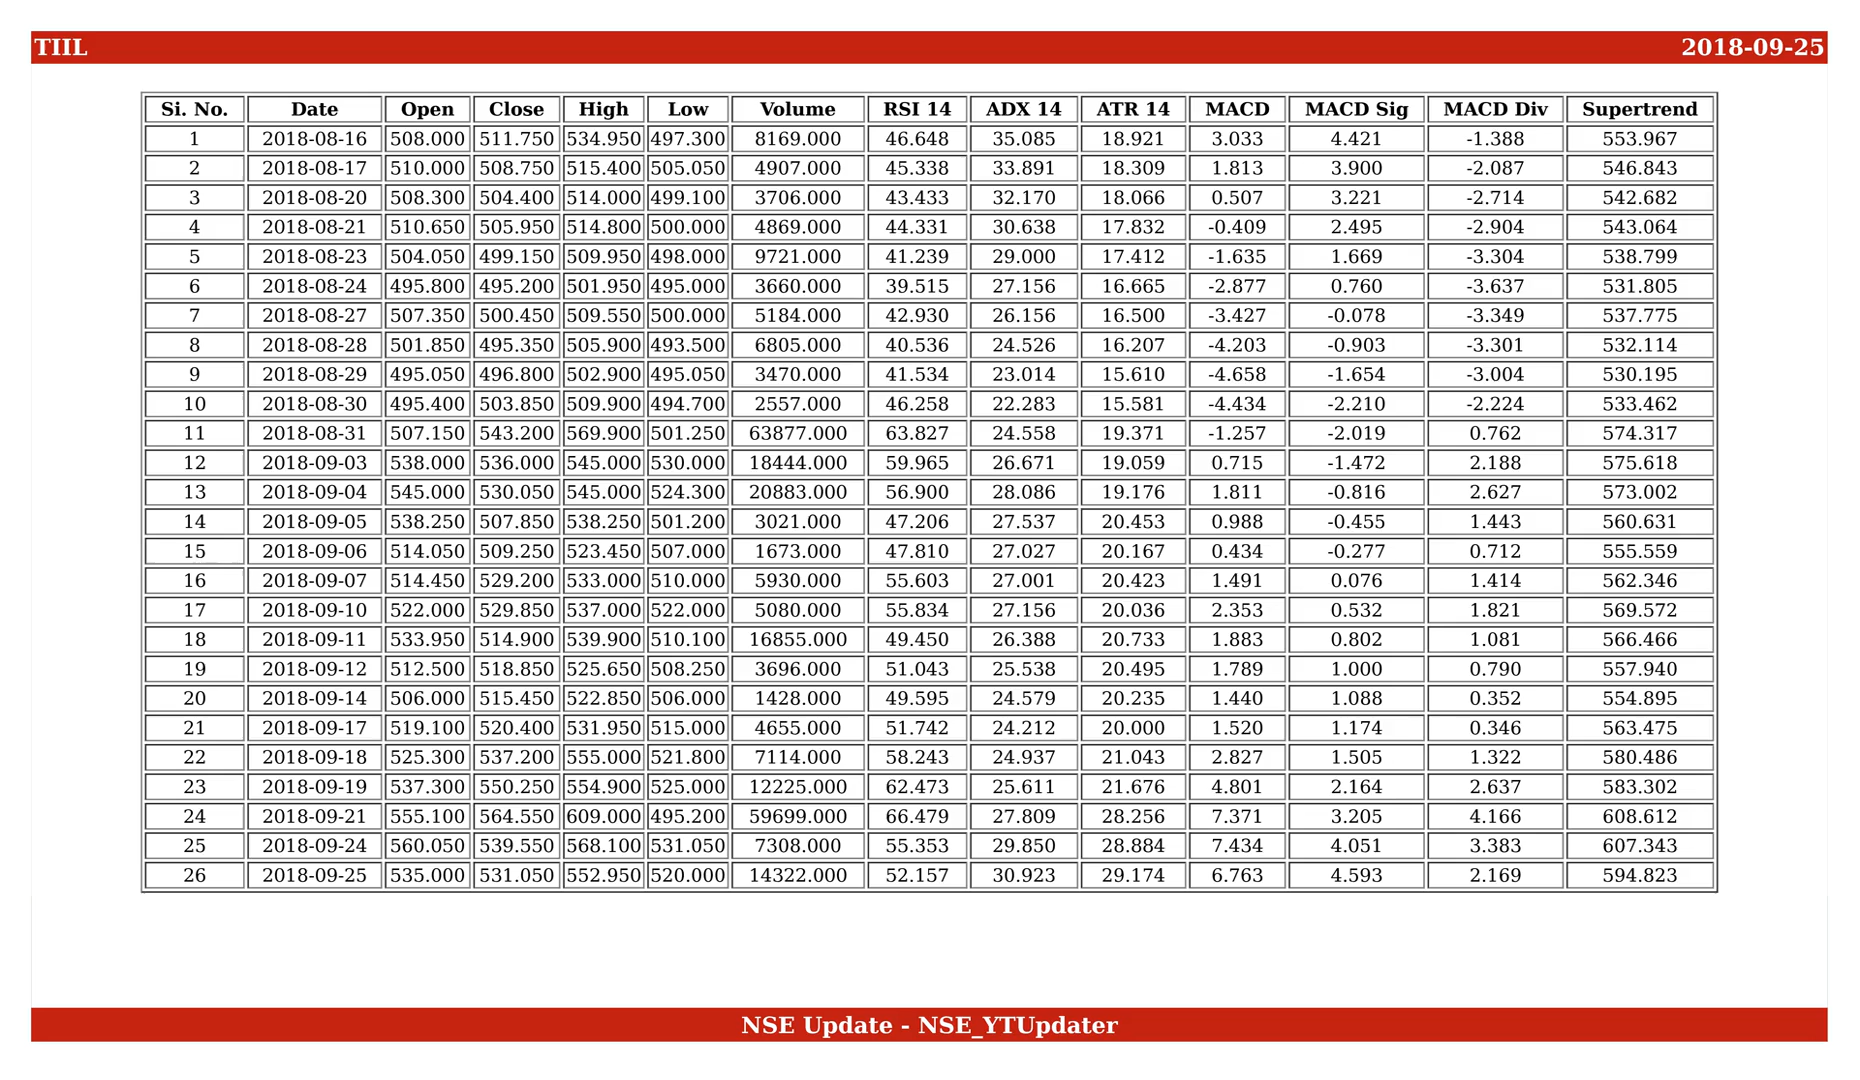 TIIL 2018-09-25
Si. No. Date Open Close High Low Volume RSI 14 ADX 14 ATR 14 MACD MACD Sig MACD Div Supertrend
1 2018-08-16 508.000 511.750 534.950 497.300 8169.000 46.648 35.085 18.921 3.033 4.421 -1.388 553.967
2 2018-08-17 510.000 508.750 515.400 505.050 4907.000 45.338 33.891 18.309 1.813 3.900 -2.087 546.843
3 2018-08-20 508.300 504.400 514.000 499.100 3706.000 43.433 32.170 18.066 0.507 3.221 -2.714 542.682
4 2018-08-21 510.650 505.950 514.800 500.000 4869.000 44.331 30.638 17.832 -0.409 2.495 -2.904 543.064
5 2018-08-23 504.050 499.150 509.950 498.000 9721.000 41.239 29.000 17.412 -1.635 1.669 -3.304 538.799
6 2018-08-24 495.800 495.200 501.950 495.000 3660.000 39.515 27.156 16.665 -2.877 0.760 -3.637 531.805
7 2018-08-27 507.350 500.450 509.550 500.000 5184.000 42.930 26.156 16.500 -3.427 -0.078 -3.349 537.775
8 2018-08-28 501.850 495.350 505.900 493.500 6805.000 40.536 24.526 16.207 -4.203 -0.903 -3.301 532.114
9 2018-08-29 495.050 496.800 502.900 495.050 3470.000 41.534 23.014 15.610 -4.658 -1.654 -3.004 530.195
10 2018-08-30 495.400 503.850 509.900 494.700 2557.000 46.258 22.283 15.581 -4.434 -2.210 -2.224 533.462
11 2018-08-31 507.150 543.200 569.900 501.250 63877.000 63.827 24.558 19.371 -1.257 -2.019 0.762 574.317
12 2018-09-03 538.000 536.000 545.000 530.000 18444.000 59.965 26.671 19.059 0.715 -1.472 2.188 575.618
13 2018-09-04 545.000 530.050 545.000 524.300 20883.000 56.900 28.086 19.176 1.811 -0.816 2.627 573.002
14 2018-09-05 538.250 507.850 538.250 501.200 3021.000 47.206 27.537 20.453 0.988 -0.455 1.443 560.631
15 2018-09-06 514.050 509.250 523.450 507.000 1673.000 47.810 27.027 20.167 0.434 -0.277 0.712 555.559
16 2018-09-07 514.450 529.200 533.000 510.000 5930.000 55.603 27.001 20.423 1.491 0.076 1.414 562.346
17 2018-09-10 522.000 529.850 537.000 522.000 5080.000 55.834 27.156 20.036 2.353 0.532 1.821 569.572
18 2018-09-11 533.950 514.900 539.900 510.100 16855.000 49.450 26.388 20.733 1.883 0.802 1.081 566.466
19 2018-09-12 512.500 518.850 525.650 508.250 3696.000 51.043 25.538 20.495 1.789 1.000 0.790 557.940
20 2018-09-14 506.000 515.450 522.850 506.000 1428.000 49.595 24.579 20.235 1.440 1.088 0.352 554.895
21 2018-09-17 519.100 520.400 531.950 515.000 4655.000 51.742 24.212 20.000 1.520 1.174 0.346 563.475
22 2018-09-18 525.300 537.200 555.000 521.800 7114.000 58.243 24.937 21.043 2.827 1.505 1.322 580.486
23 2018-09-19 537.300 550.250 554.900 525.000 12225.000 62.473 25.611 21.676 4.801 2.164 2.637 583.302
24 2018-09-21 555.100 564.550 609.000 495.200 59699.000 66.479 27.809 28.256 7.371 3.205 4.166 608.612
25 2018-09-24 560.050 539.550 568.100 531.050 7308.000 55.353 29.850 28.884 7.434 4.051 3.383 607.343
26 2018-09-25 535.000 531.050 552.950 520.000 14322.000 52.157 30.923 29.174 6.763 4.593 2.169 594.823
NSE Update - NSE_YTUpdater